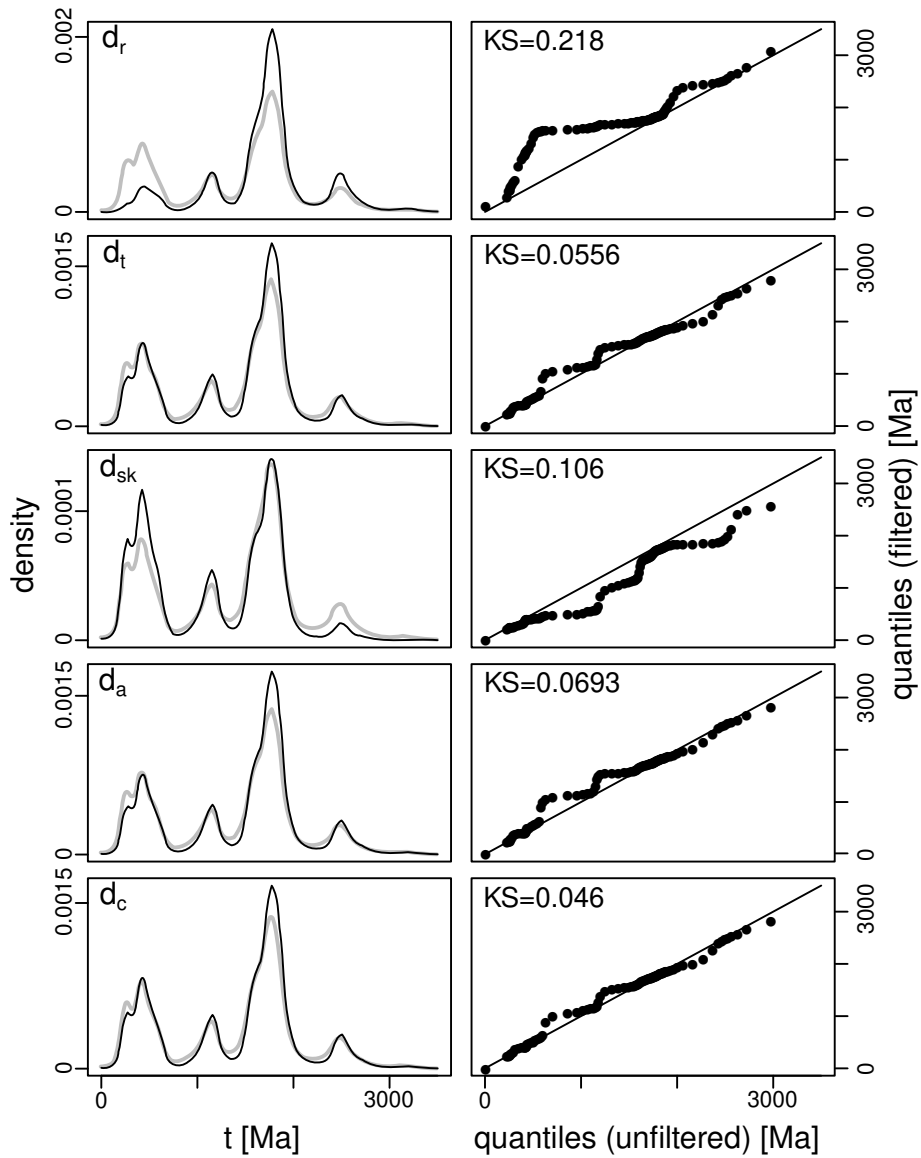 0.002
0
d_r
KS=0.218
3000
0
0.0015
0
d_t
KS=0.0556
3000
0
0.0001
0
d_sk
KS=0.106
3000
0
0.0015
0
d_a
KS=0.0693
3000
0
0.0015
0
d_c
KS=0.046
3000
0
density
quantiles (filtered) [Ma]
0 3000
0 3000
t [Ma]
quantiles (unfiltered) [Ma]